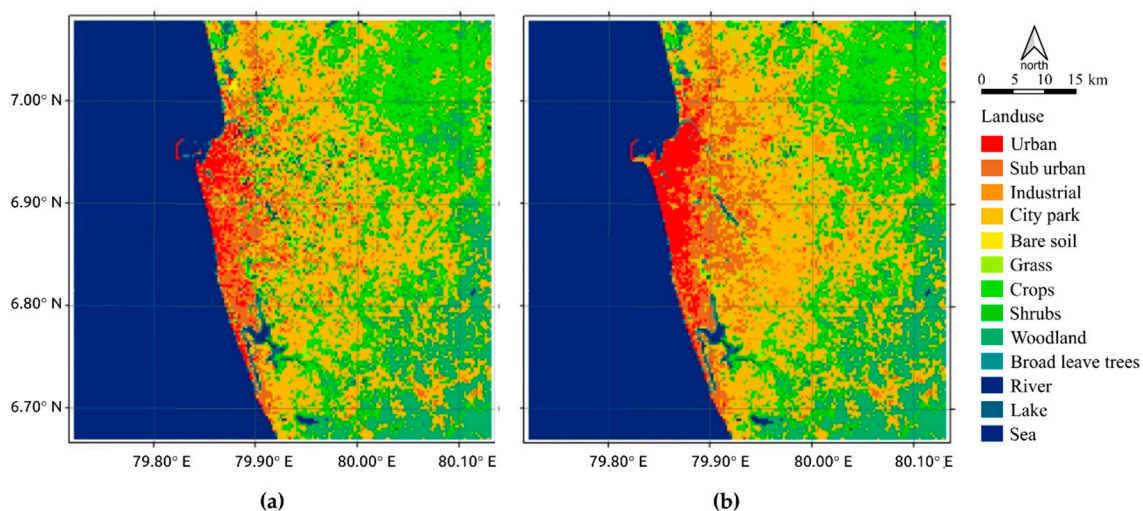 7.00° N
6.90° N
6.80° N
6.70° N
79.80° E 79.90° E 80.00° E 80.10° E
79.80° E 79.90° E 80.00° E 80.10° E
(a) (b)
north
0 5 10 15 km
Landuse
Urban
Sub urban
Industrial
City park
Bare soil
Grass
Crops
Shrubs
Woodland
Broad leave trees
River
Lake
Sea